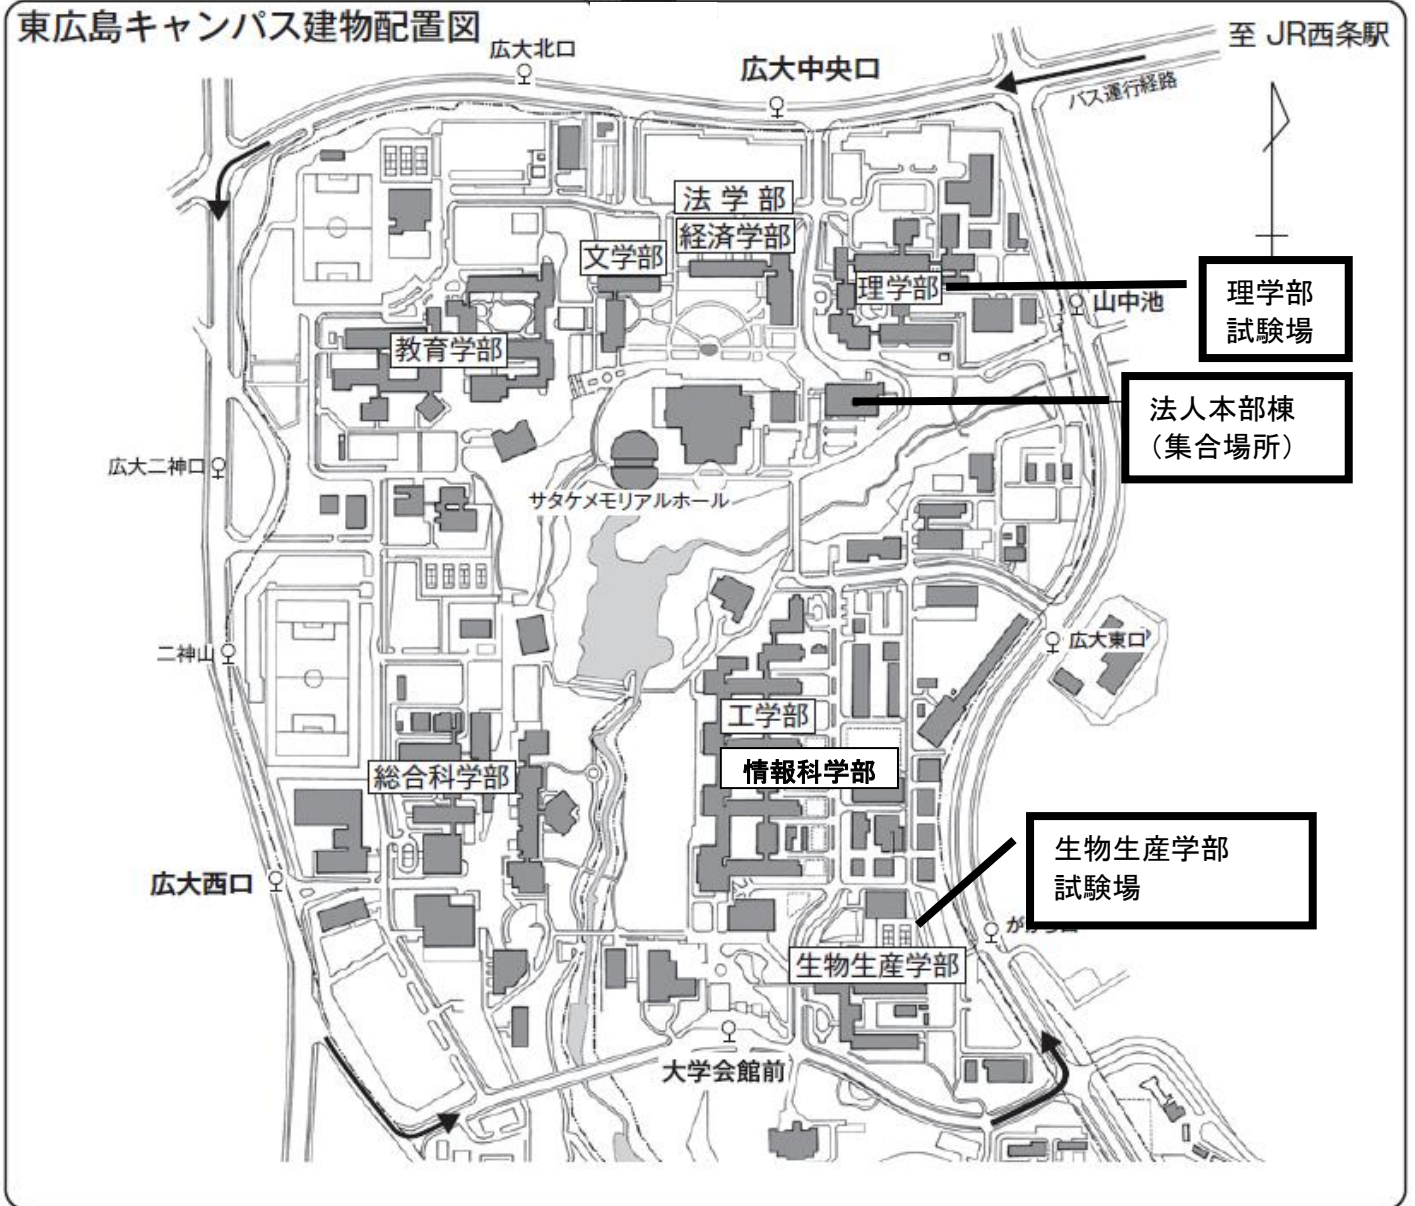 東広島キャンパス建物配置図
至 JR西条駅
広大北口
広大中央口
バス運行経路
法 学 部
経済学部
文学部
理学部
理学部
試験場
山中池
教育学部
法人本部棟
（集合場所）
広大二神口
サタケメモリアルホール
二神山
広大東口
工学部
情報科学部
総合科学部
生物生産学部
試験場
広大西口
生物生産学部
大学会館前